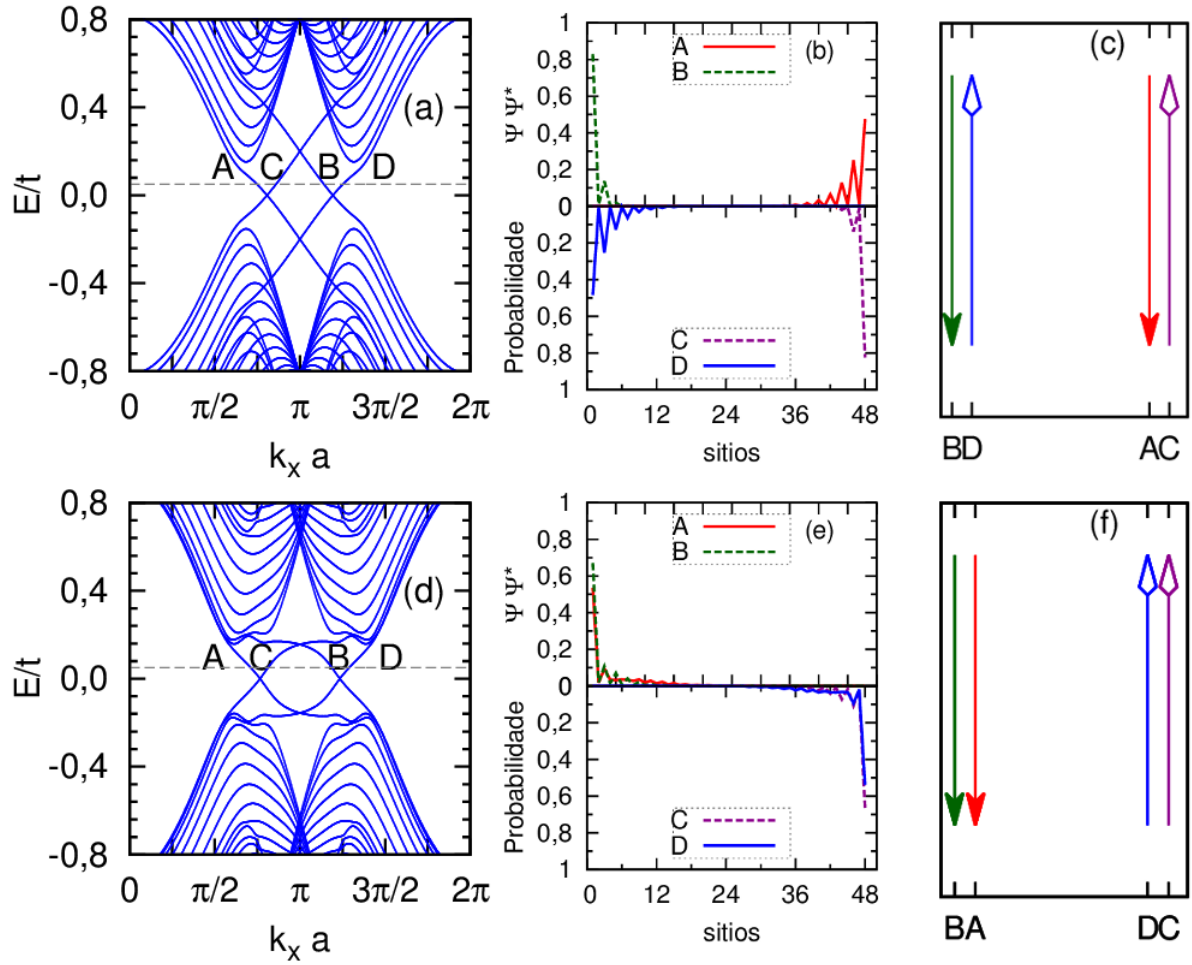 0,8
0,4
0,0
-0,4
-0,8
E/t
(a)
A C B D
0 π/2 π 3π/2 2π
k_x a
1
0,8
0,6
0,4
0,2
0
0,2
0,4
0,6
0,8
1
Probabilidade Ψ Ψ*
A
B
(b)
C
D
0 12 24 36 48
sitios
(c)
BD AC
0,8
0,4
0,0
-0,4
-0,8
E/t
(d)
A C B D
0 π/2 π 3π/2 2π
k_x a
1
0,8
0,6
0,4
0,2
0
0,2
0,4
0,6
0,8
1
Probabilidade Ψ Ψ*
A
B
(e)
C
D
0 12 24 36 48
sitios
(f)
BA DC